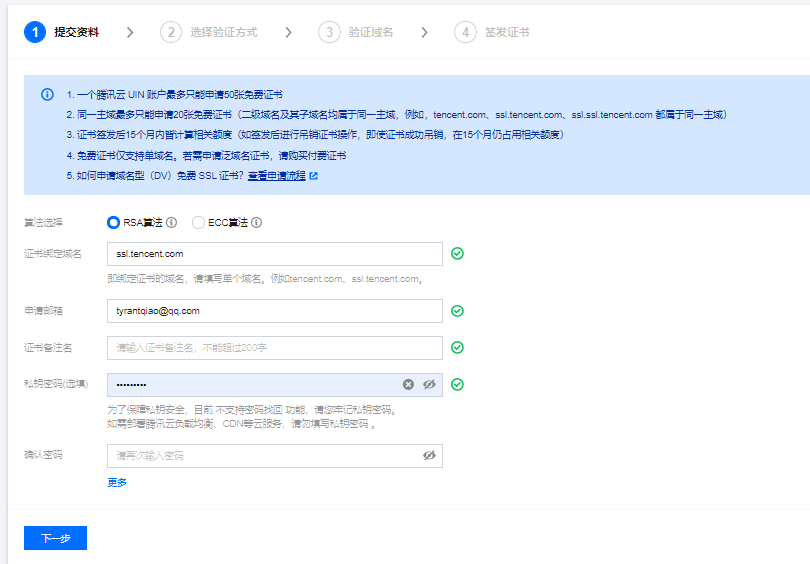 1 提交资料 > 2 选择验证方式 > 3 验证域名 > 4 签发证书
1. 一个腾讯云 UIN 账户最多只能申请50张免费证书
2. 同一主域最多只能申请20张免费证书（二级域名及其子域名均属于同一主域，例如，tencent.com、ssl.tencent.com、ssl.ssl.tencent.com 都属于同一主域）
3. 证书签发后15个月内皆计算相关额度（如签发后进行吊销证书操作，即使证书成功吊销，在15个月仍占用相关额度）
4. 免费证书仅支持单域名。若需申请泛域名证书，请购买付费证书
5. 如何申请域名型（DV）免费 SSL 证书？查看申请流程
算法选择 RSA算法 ECC算法
证书绑定域名 ssl.tencent.com
即绑定证书的域名，请填写单个域名。例如tencent.com、ssl.tencent.com。
申请邮箱 tyrantqiao@qq.com
证书备注名 请输入证书备注名，不能超过200字
私钥密码(选填) •••••••••
为了保障私钥安全，目前 不支持密码找回 功能，请您牢记私钥密码。
如需部署腾讯云负载均衡、CDN等云服务，请勿填写私钥密码 。
确认密码 请再次输入密码
更多
下一步